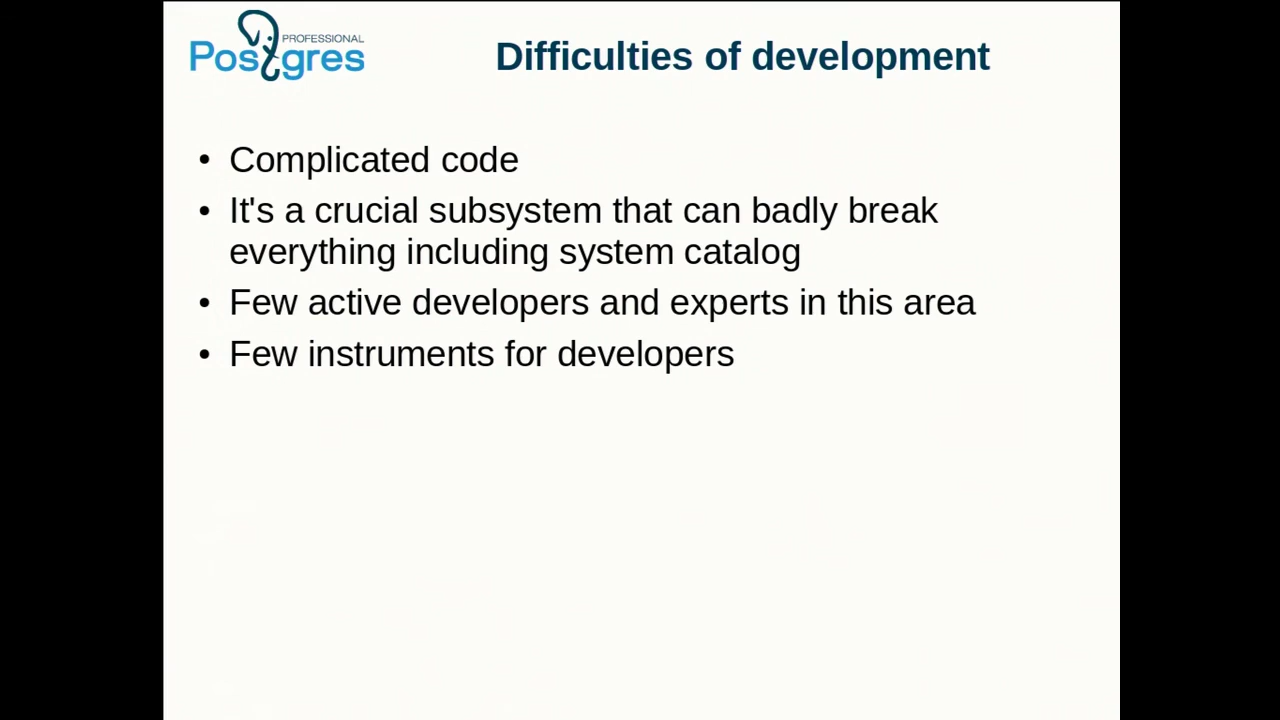 PROFESSIONAL
Postgres
Difficulties of development
• Complicated code
• It's a crucial subsystem that can badly break
everything including system catalog
• Few active developers and experts in this area
• Few instruments for developers